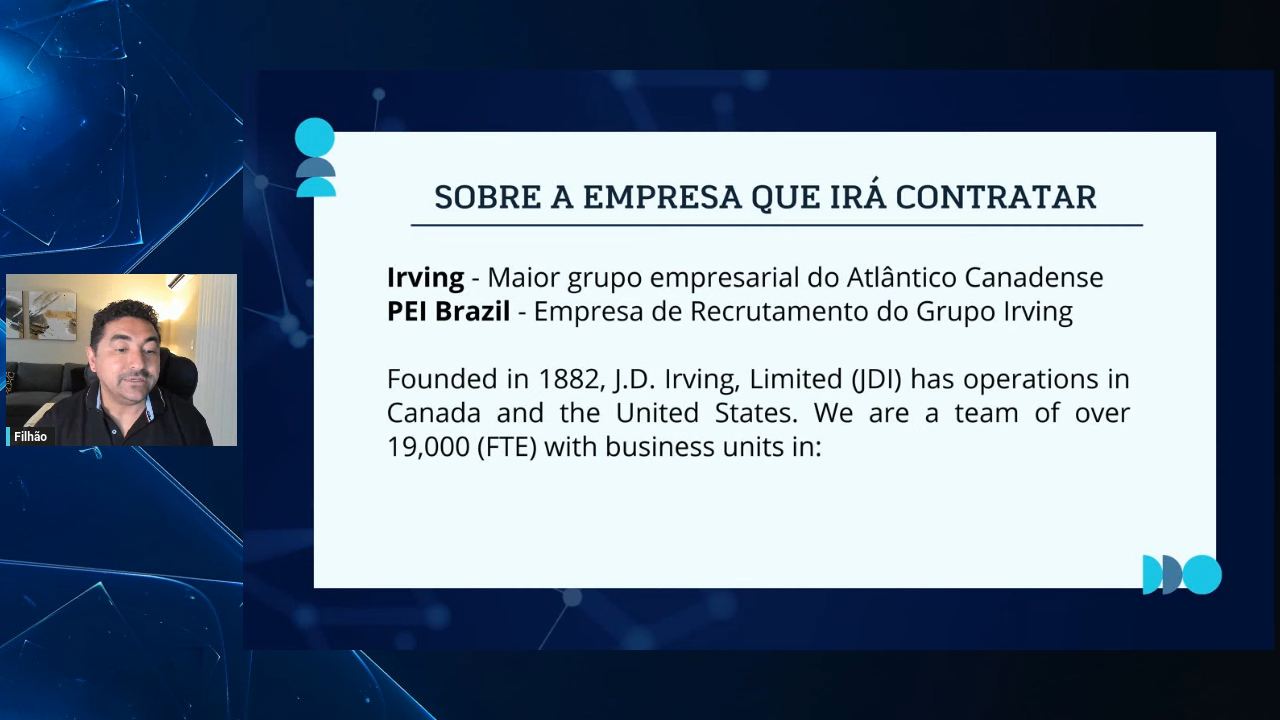 SOBRE A EMPRESA QUE IRÁ CONTRATAR
Irving - Maior grupo empresarial do Atlântico Canadense
PEI Brazil - Empresa de Recrutamento do Grupo Irving
Founded in 1882, J.D. Irving, Limited (JDI) has operations in
Canada and the United States. We are a team of over
19,000 (FTE) with business units in:
Filhão